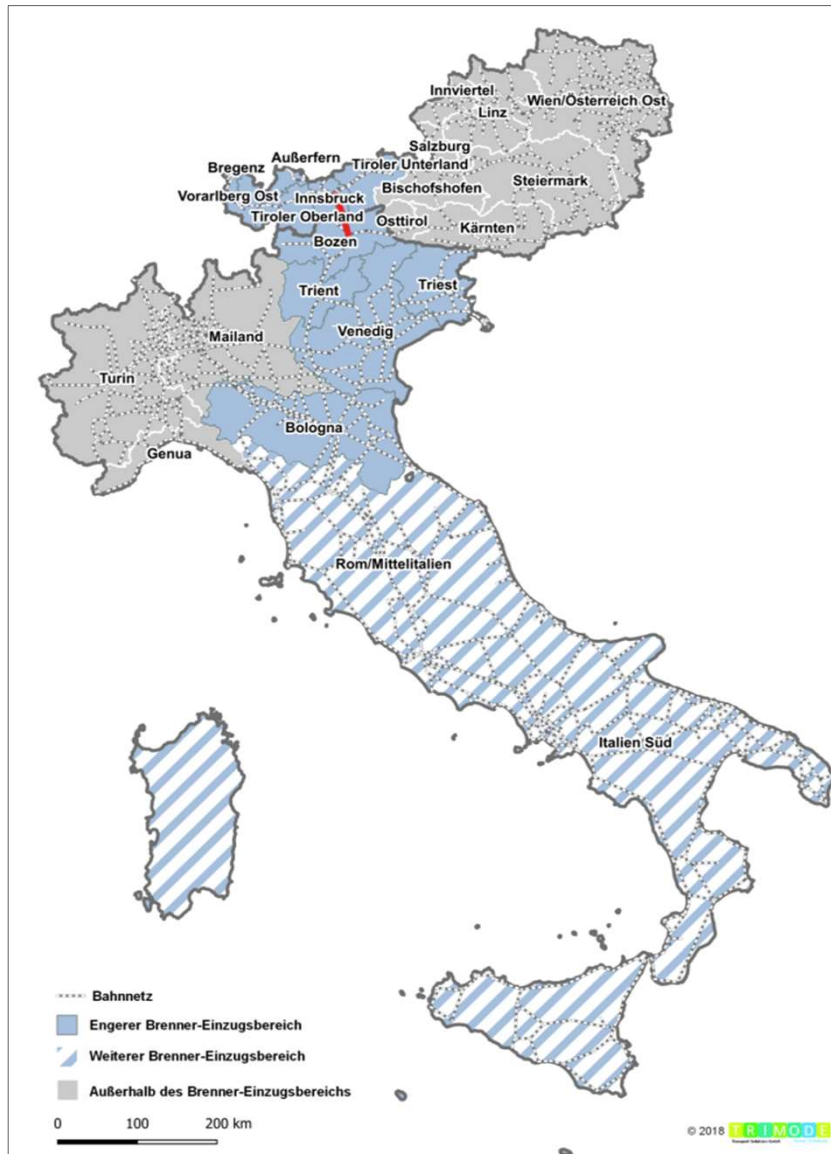 Innviertel
Wien/Österreich Ost
Linz
Salzburg
Außerfern
Tiroler Unterland
Bregenz
Bischofshofen
Steiermark
Vorarlberg Ost
Innsbruck
Tiroler Oberland
Osttirol
Kärnten
Bozen
Trient
Triest
Venedig
Mailand
Turin
Bologna
Genua
Rom/Mittelitalien
Italien Süd
Bahnnetz
Engerer Brenner-Einzugsbereich
Weiterer Brenner-Einzugsbereich
Außerhalb des Brenner-Einzugsbereichs
0 100 200 km
© 2018 TRIMODE